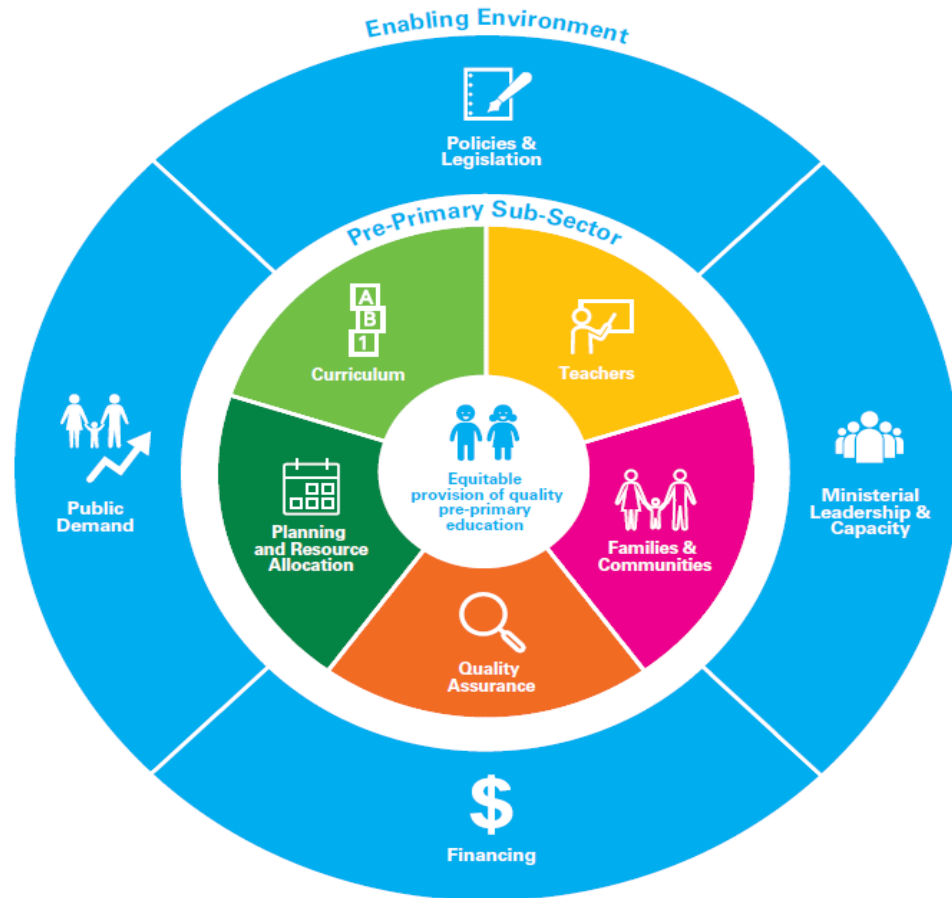 Enabling Environment
Policies &
Legislation
Pre-Primary Sub-Sector
A
B
1
Curriculum
Teachers
Public
Demand
Equitable
provision of quality
pre-primary
education
Ministerial
Leadership &
Capacity
Planning
and Resource
Allocation
Families &
Communities
Quality
Assurance
$
Financing